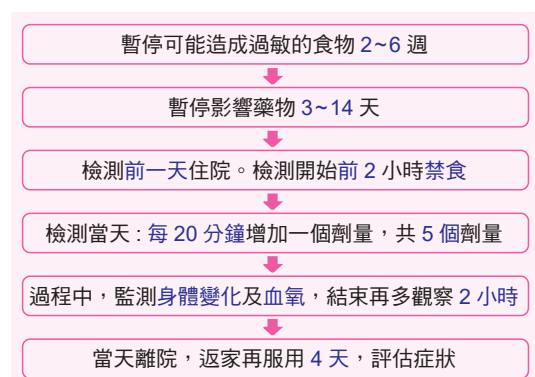 暫停可能造成過敏的食物 2~6 週
暫停影響藥物 3~14 天
檢測前一天住院。檢測開始前 2 小時禁食
檢測當天 : 每 20 分鐘增加一個劑量，共 5 個劑量
過程中，監測身體變化及血氧，結束再多觀察 2 小時
當天離院，返家再服用 4 天，評估症狀